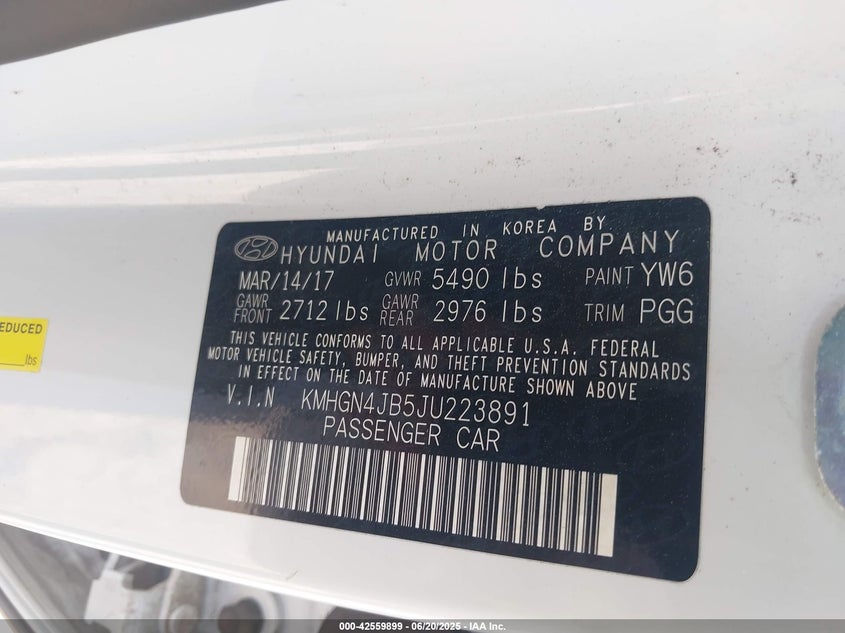 MANUFACTURED IN KOREA BY
HYUNDAI MOTOR COMPANY
MAR/14/17 GVWR 5490 lbs PAINT YW6
GAWR FRONT 2712 lbs GAWR REAR 2976 lbs TRIM PGG
THIS VEHICLE CONFORMS TO ALL APPLICABLE U.S.A. FEDERAL
MOTOR VEHICLE SAFETY, BUMPER, AND THEFT PREVENTION STANDARDS
IN EFFECT ON THE DATE OF MANUFACTURE SHOWN ABOVE
V.I.N KMHGN4JB5JU223891
PASSENGER CAR
EDUCED
lbs
000-42559899 - 06/20/2025 - IAA Inc.